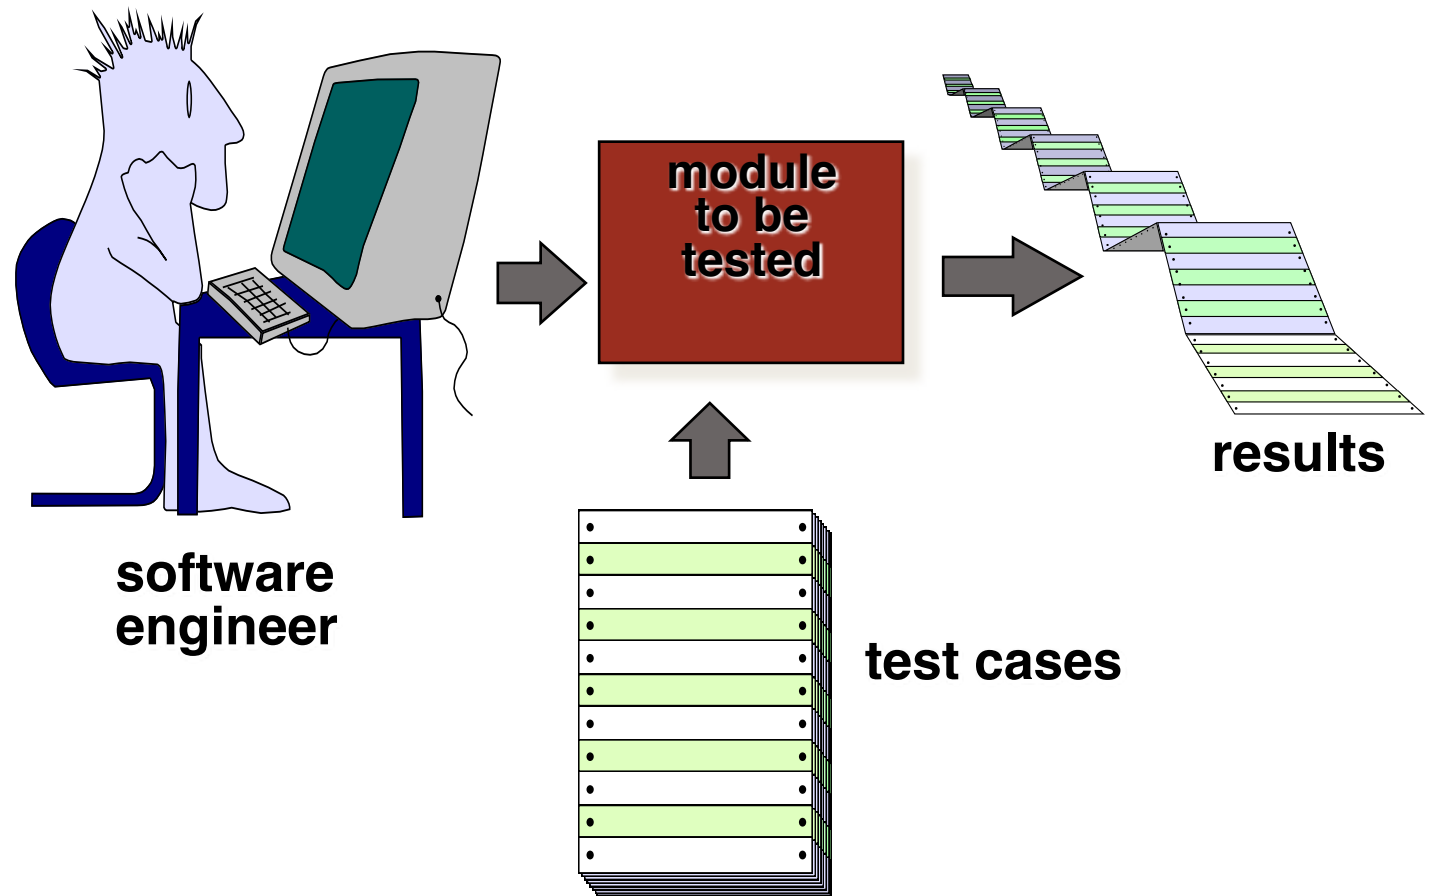 module
to be
tested
results
software
engineer
test cases